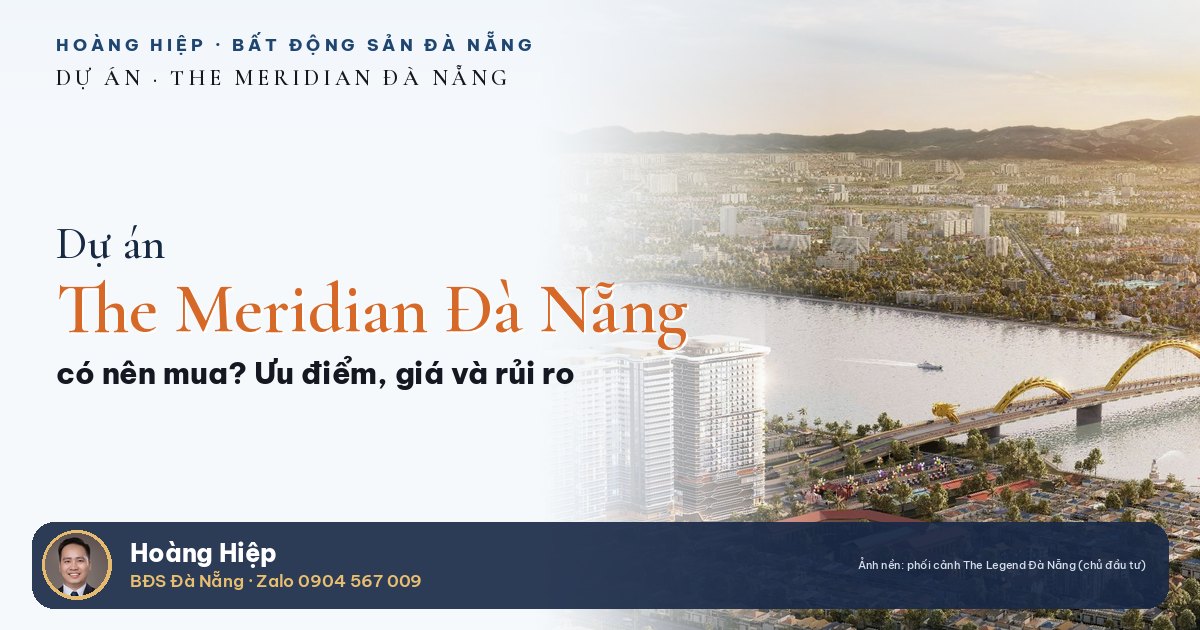 HOÀNG HIỆP · BẤT ĐỘNG SẢN ĐÀ NẴNG
DỰ ÁN · THE MERIDIAN ĐÀ NẴNG
Dự án
The Meridian Đà Nẵng
có nên mua? Ưu điểm, giá và rủi ro
Hoàng Hiệp
BĐS Đà Nẵng · Zalo 0904 567 009
Ảnh nền: phối cảnh The Legend Đà Nẵng (chủ đầu tư)